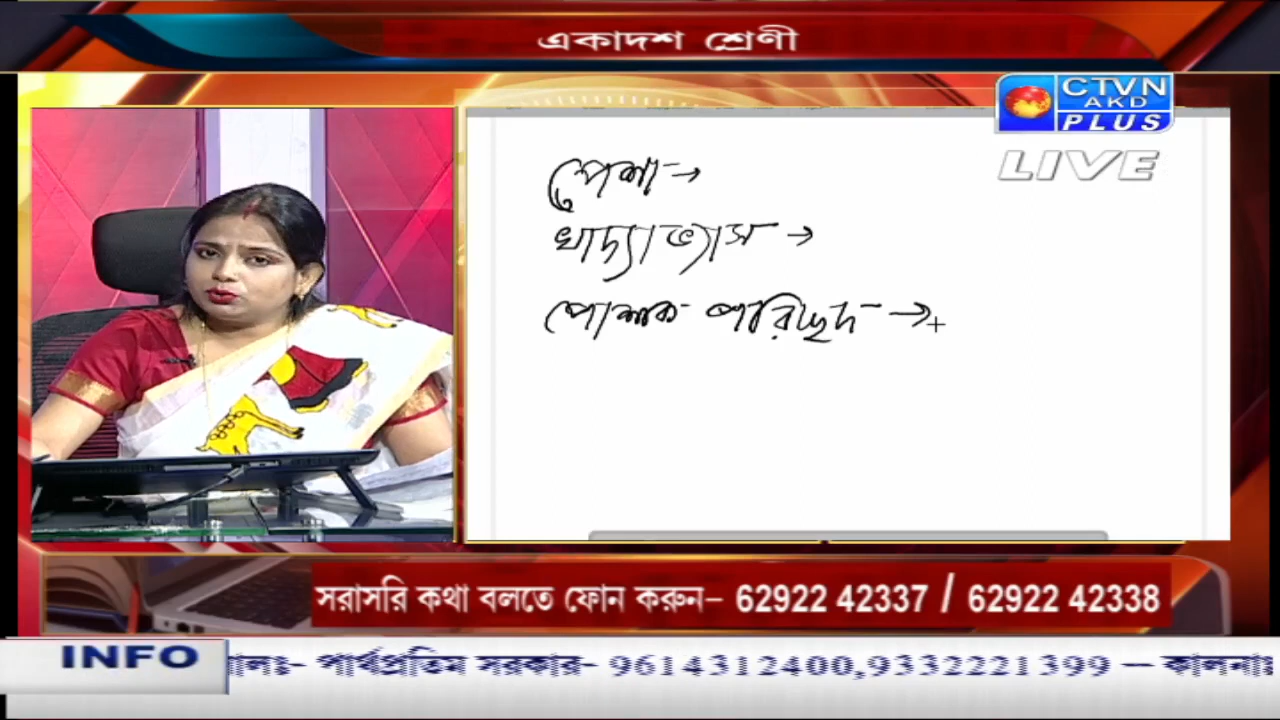 একাদশ শ্রেণী
CTVN
AKD
PLUS
LIVE
পেশা →
খাদ্যাভ্যাস →
পোশাক পরিচ্ছদ →
সরাসরি কথা বলতে ফোন করুন- 62922 42337 / 62922 42338
INFO
পার্থপ্রতিম সরকার- 9614312400,9332221399 -- কালনাঃ